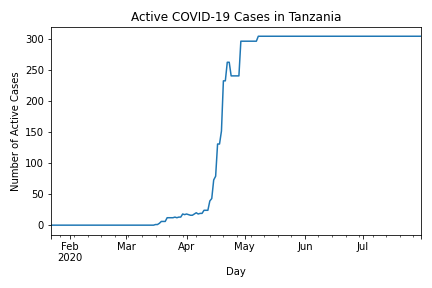 Active COVID-19 Cases in Tanzania
Number of Active Cases
300
250
200
150
100
50
0
Feb Mar Apr May Jun Jul
2020
Day